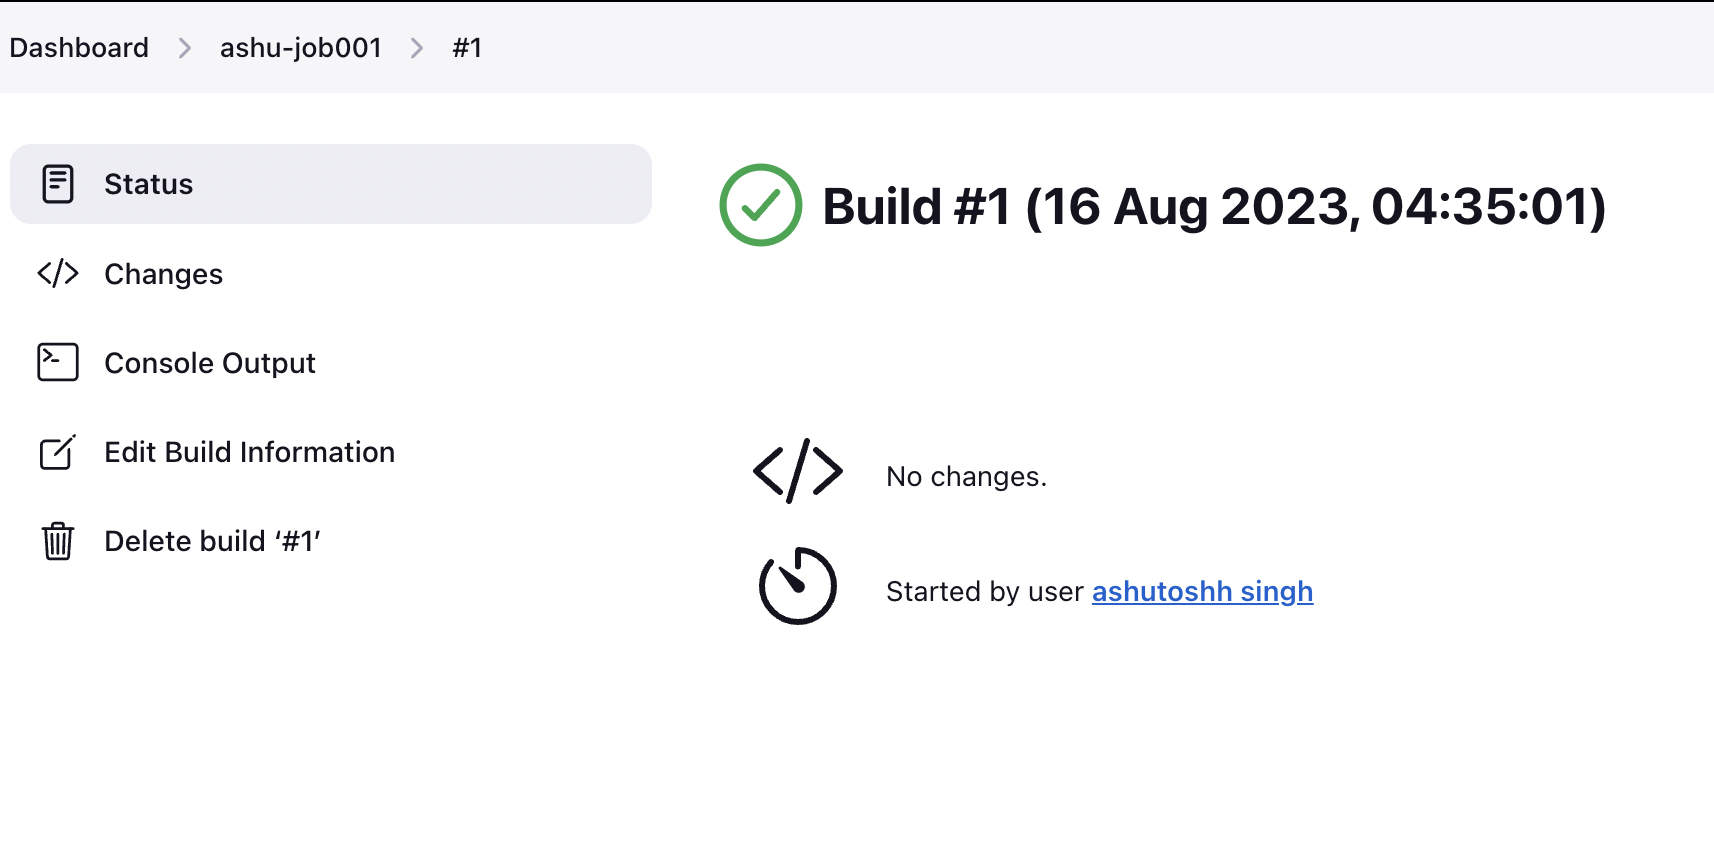 Dashboard > ashu-job001 > #1
Status
Changes
Console Output
Edit Build Information
Delete build ‘#1’
Build #1 (16 Aug 2023, 04:35:01)
No changes.
Started by user ashutoshh singh